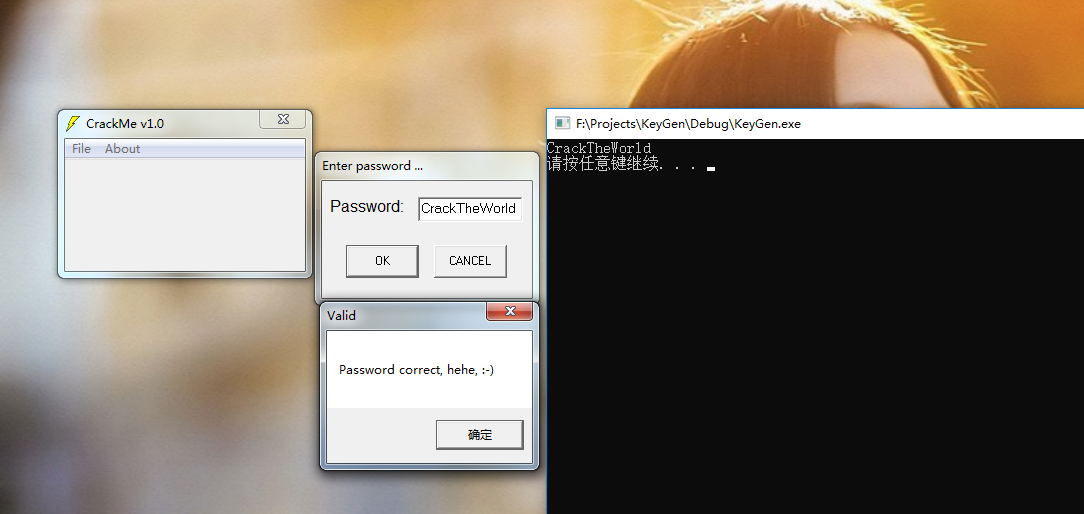 CrackMe v1.0
File About
Enter password ...
Password: CrackTheWorld
OK CANCEL
Valid
Password correct, hehe, :-)
确定
F:\Projects\KeyGen\Debug\KeyGen.exe
CrackTheWorld
请按任意键继续. . .